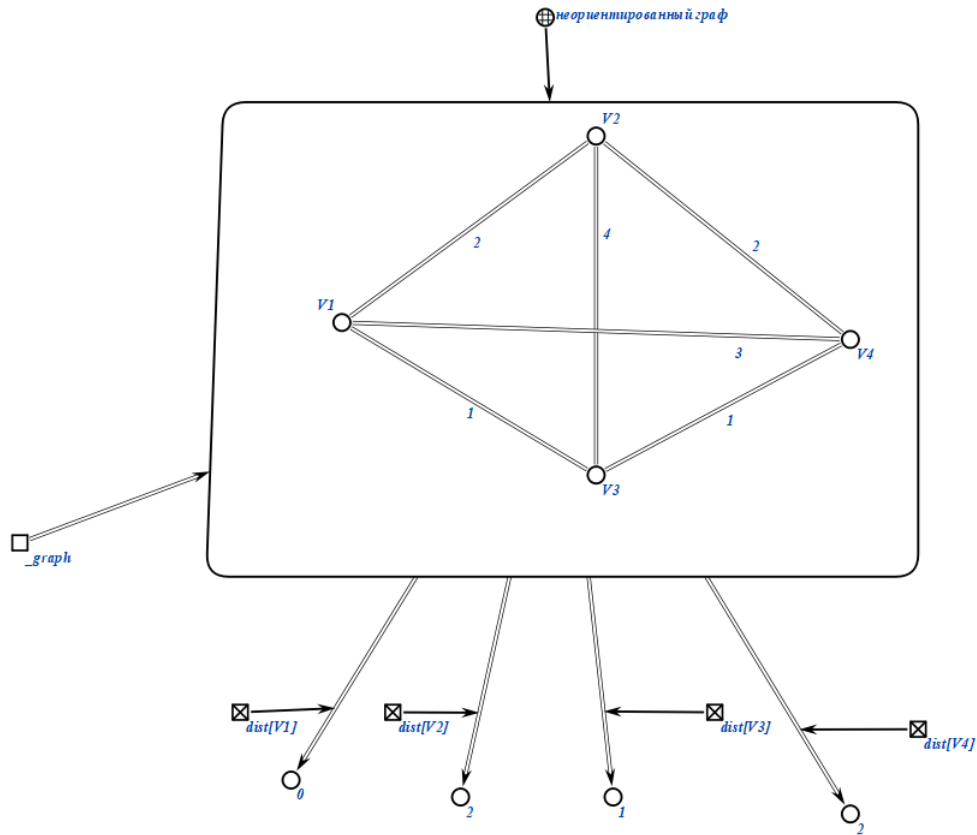 неориентированный граф
V2
2
4
2
V1
3
V4
1
1
V3
_graph
dist[V1]
dist[V2]
dist[V3]
dist[V4]
0
2
1
2